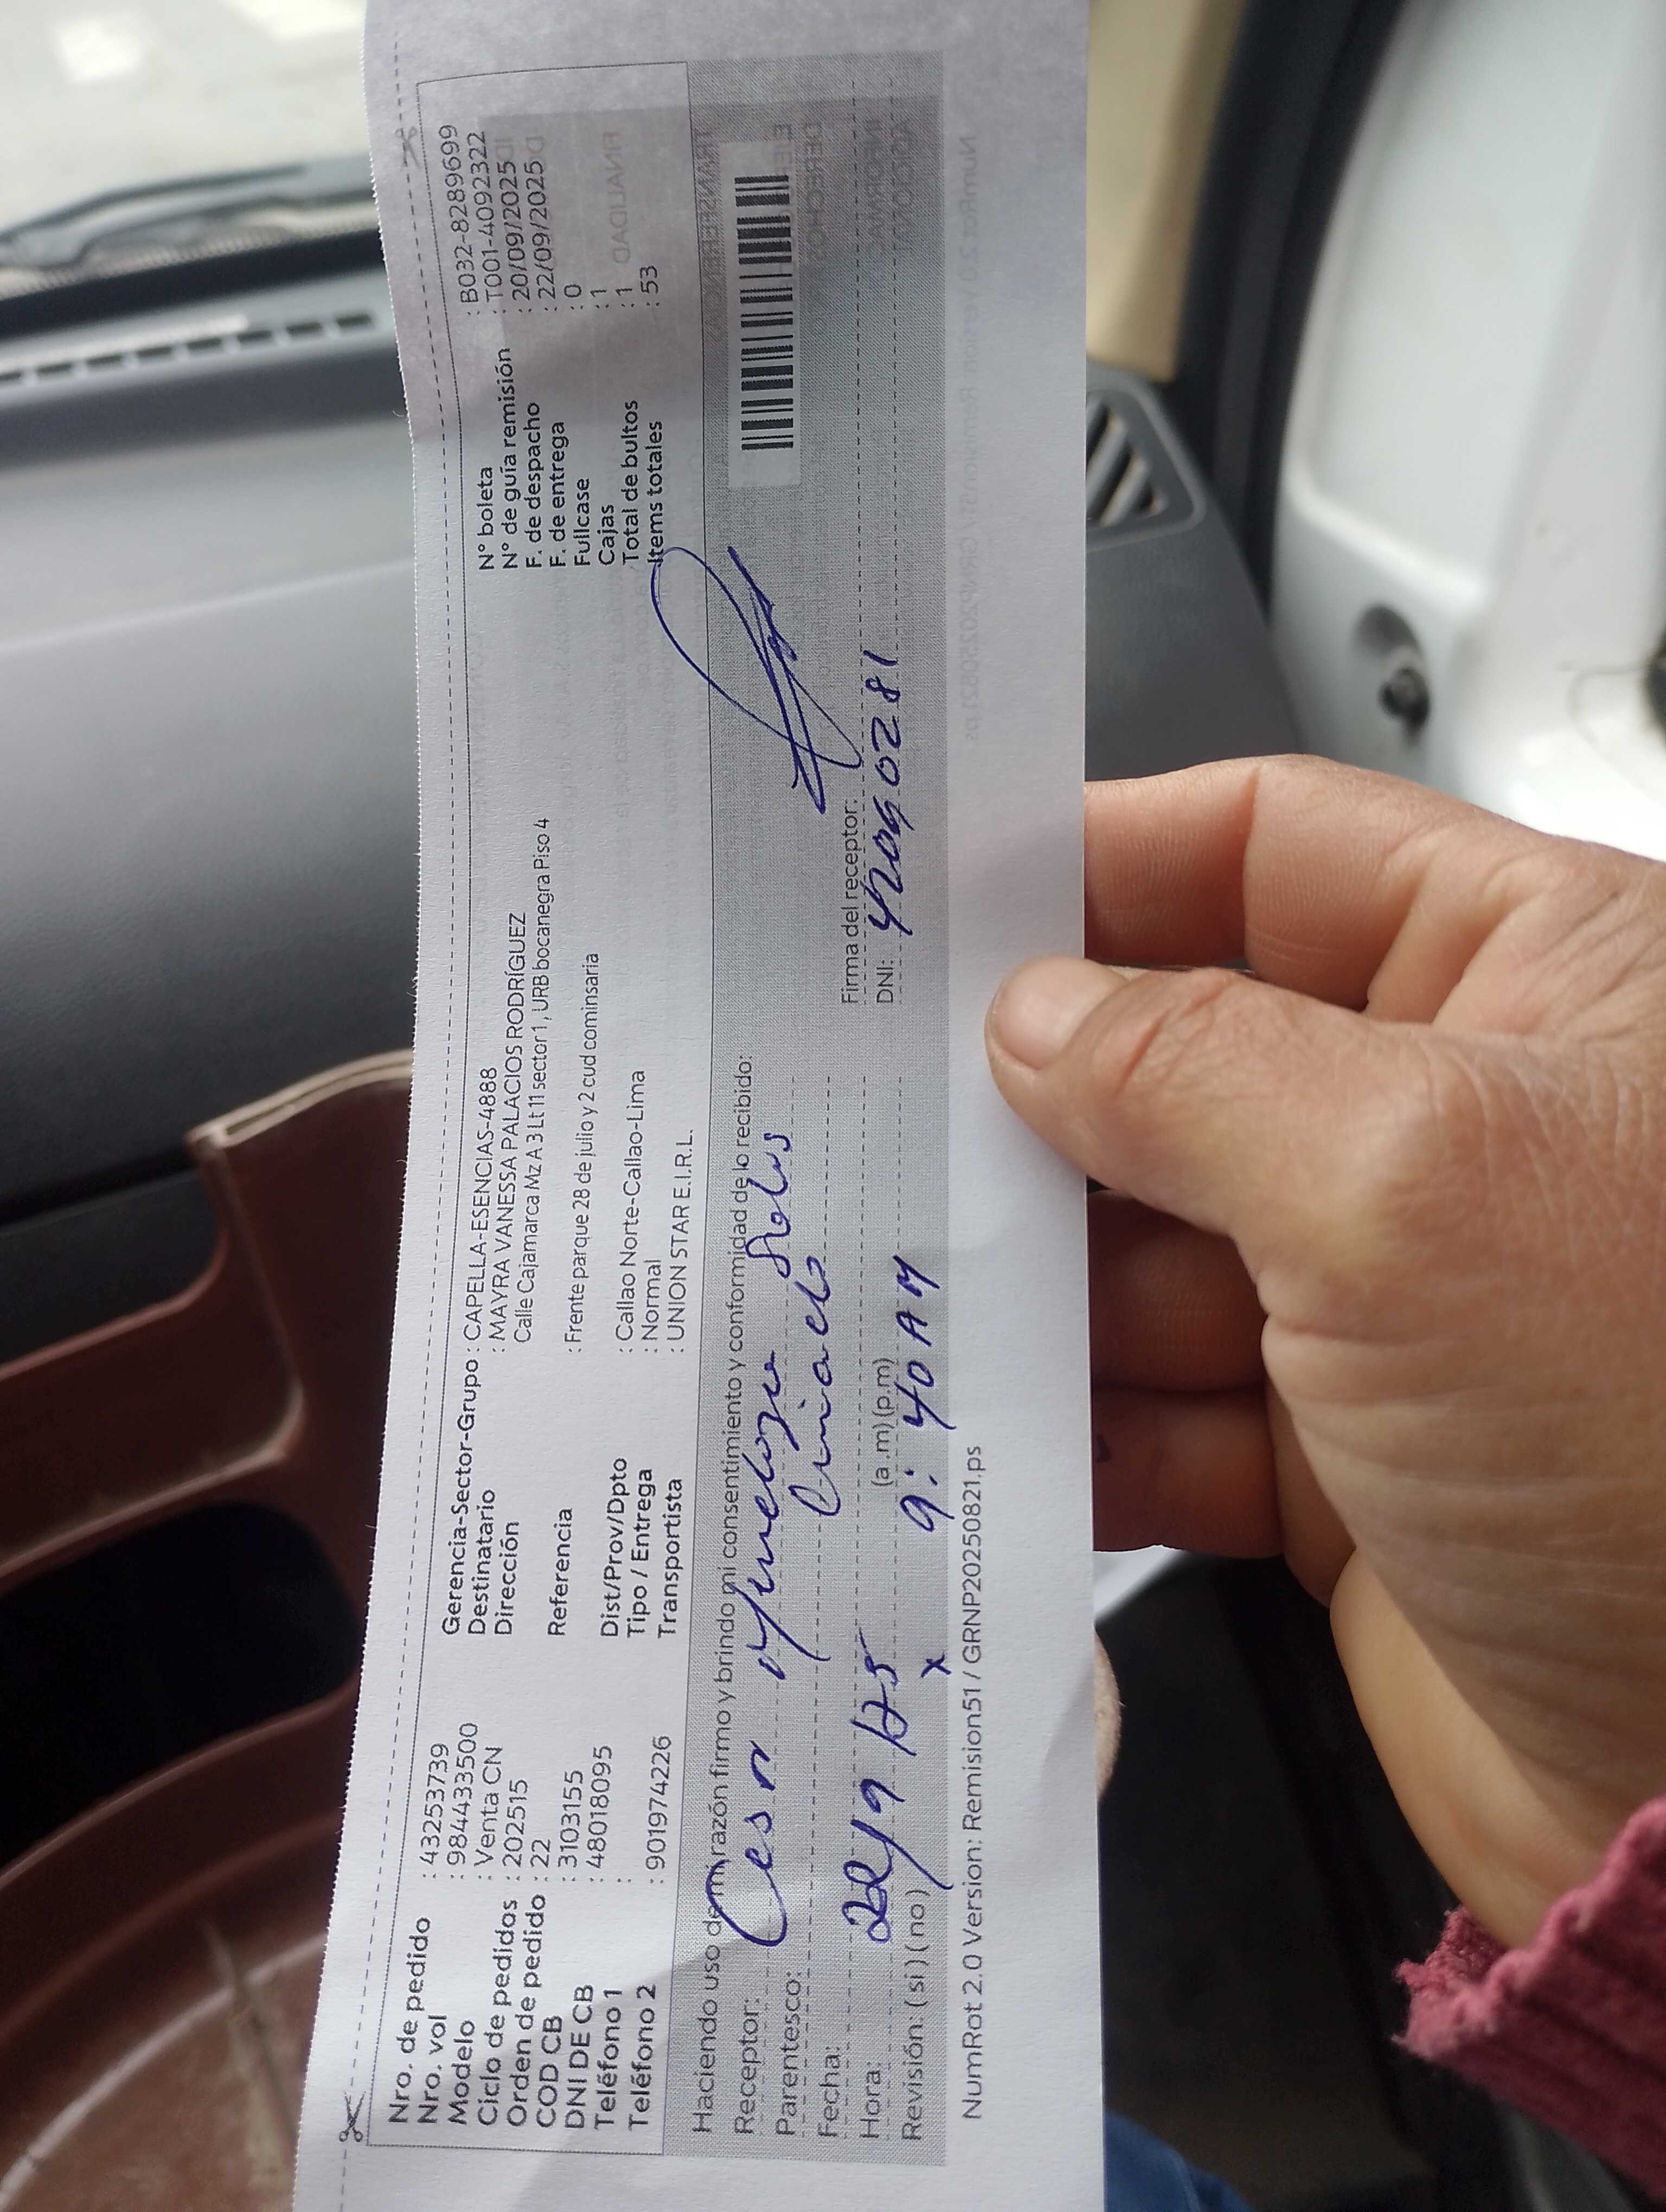 Nro. de pedido : 43253739
Nro. vol : 984433500
Modelo : Venta CN
Ciclo de pedidos : 202515
Orden de pedido : 22
COD CB : 3103155
DNI DE CB : 48018095
Teléfono 1 :
Teléfono 2 : 901974226
Gerencia-Sector-Grupo : CAPELLA-ESENCIAS-4888
Destinatario : MAYRA VANESSA PALACIOS RODRÍGUEZ
Dirección Calle Cajamarca Mz A 3 Lt 11 sector 1 , URB bocanegra Piso 4
Referencia : Frente parque 28 de julio y 2 cud cominsaria
Dist/Prov/Dpto : Callao Norte-Callao-Lima
Tipo / Entrega : Normal
Transportista : UNION STAR E.I.R.L.
N° boleta : B032-8289699
N° de guía remisión : T001-4092322
F. de despacho : 20/09/2025
F. de entrega : 22/09/2025
Fullcase : 0
Cajas : 1
Total de bultos : 1
Items totales : 53
Haciendo uso de mi razón firmo y brindo mi consentimiento y conformidad de lo recibido:
Receptor:
Parentesco:
Fecha:
Hora: (a.m) (p.m)
9:40 AM
Revisión: ( si ) ( no ) x
Firma del receptor:
DNI:
NumRot 2.0 Version: Remision51 / GRNP20250821.ps